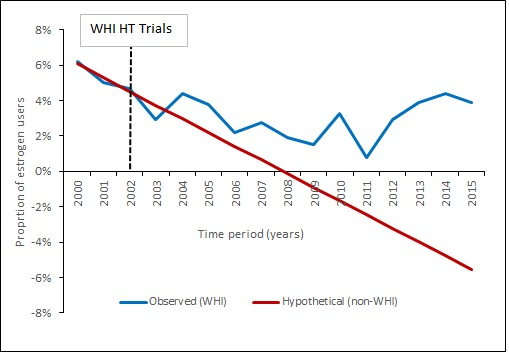 WHI HT Trials
8%
6%
4%
2%
0%
-2%
-4%
-6%
-8%
Proprtion of estrogen users
2000 2001 2002 2003 2004 2005 2006 2007 2008 2009 2010 2011 2012 2013 2014 2015
Time period (years)
Observed (WHI) Hypothetical (non-WHI)